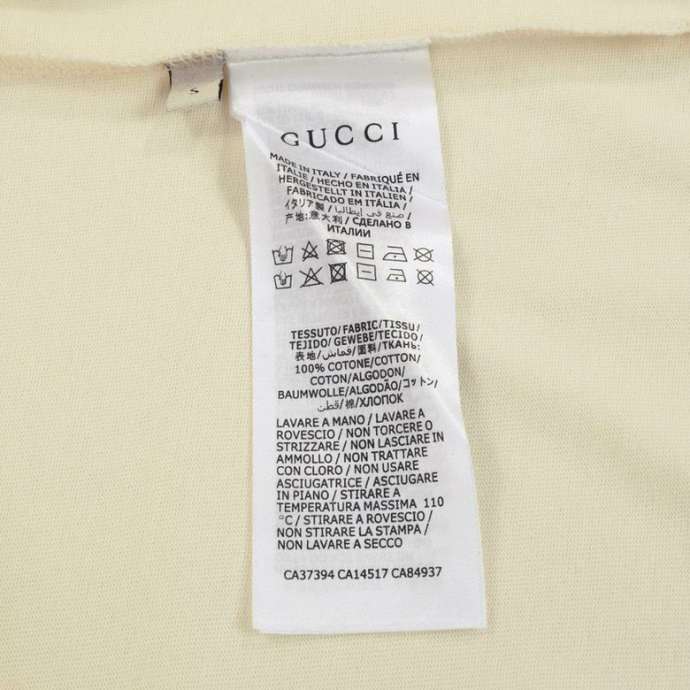 S
GUCCI
MADE IN ITALY / FABRIQUÉ EN
ITALIE / HECHO EN ITALIA /
HERGESTELLT IN ITALIEN /
FABRICADO EM ITÁLIA /
イタリア製 / صنع في إيطاليا /
产地:意大利 / СДЕЛАНО В
ИТАЛИИ
TESSUTO/FABRIC/TISSU/
TEJIDO/ GEWEBE/TECIDO/
表地/قماش/面料/ТКАНЬ:
100% COTONE/COTTON/
COTON/ALGODON/
BAUMWOLLE/ALGODÃO/コットン/
قطن/棉/ХЛОПОК
LAVARE A MANO / LAVARE A
ROVESCIO / NON TORCERE O
STRIZZARE / NON LASCIARE IN
AMMOLLO / NON TRATTARE
CON CLORO / NON USARE
ASCIUGATRICE / ASCIUGARE
IN PIANO / STIRARE A
TEMPERATURA MASSIMA 110
°C / STIRARE A ROVESCIO /
NON STIRARE LA STAMPA /
NON LAVARE A SECCO
CA37394 CA14517 CA84937